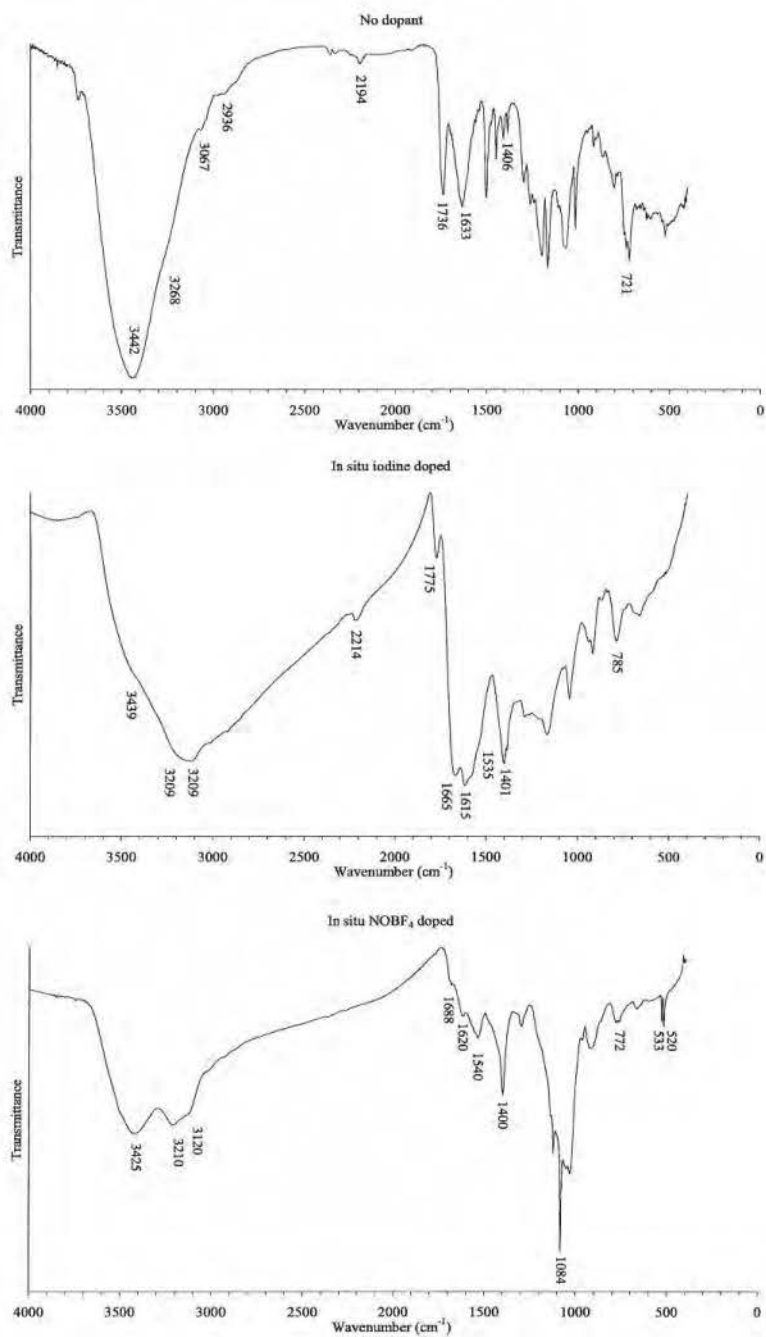 No dopant
Transmittance
3442
3268
3067
2936
2194
1736
1633
1406
721
4000 3500 3000 2500 2000 1500 1000 500 0
Wavenumber (cm⁻¹)
In situ iodine doped
Transmittance
3439
3209
3209
2214
1775
1665
1615
1535
1401
785
4000 3500 3000 2500 2000 1500 1000 500 0
Wavenumber (cm⁻¹)
In situ NOBF₄ doped
Transmittance
3425
3210
3120
1688
1620
1540
1400
1084
772
533
520
4000 3500 3000 2500 2000 1500 1000 500 0
Wavenumber (cm⁻¹)